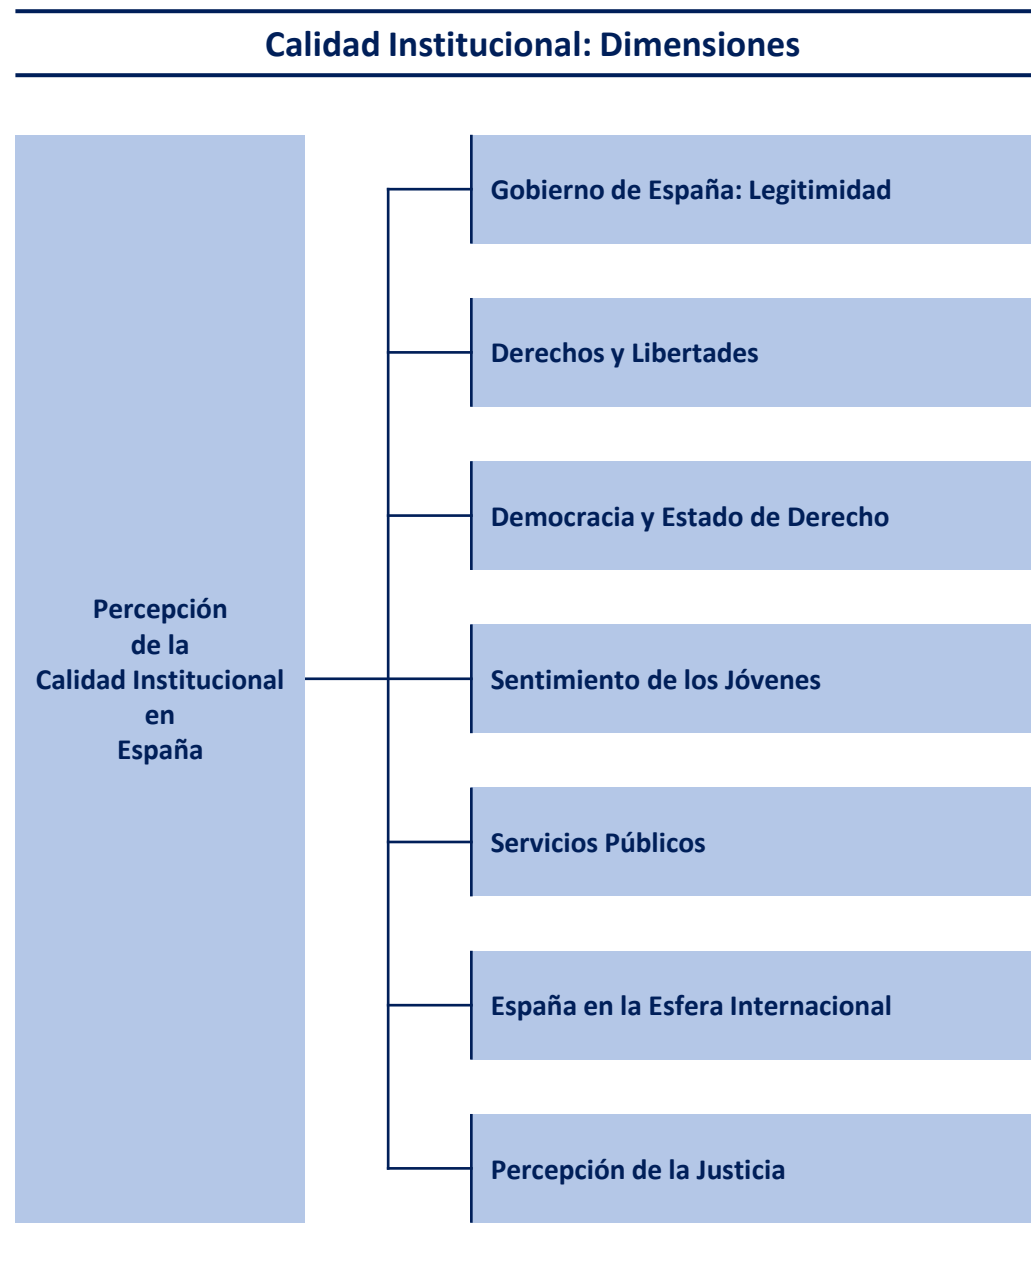 Calidad Institucional: Dimensiones
Percepción
de la
Calidad Institucional
en
España
Gobierno de España: Legitimidad
Derechos y Libertades
Democracia y Estado de Derecho
Sentimiento de los Jóvenes
Servicios Públicos
España en la Esfera Internacional
Percepción de la Justicia